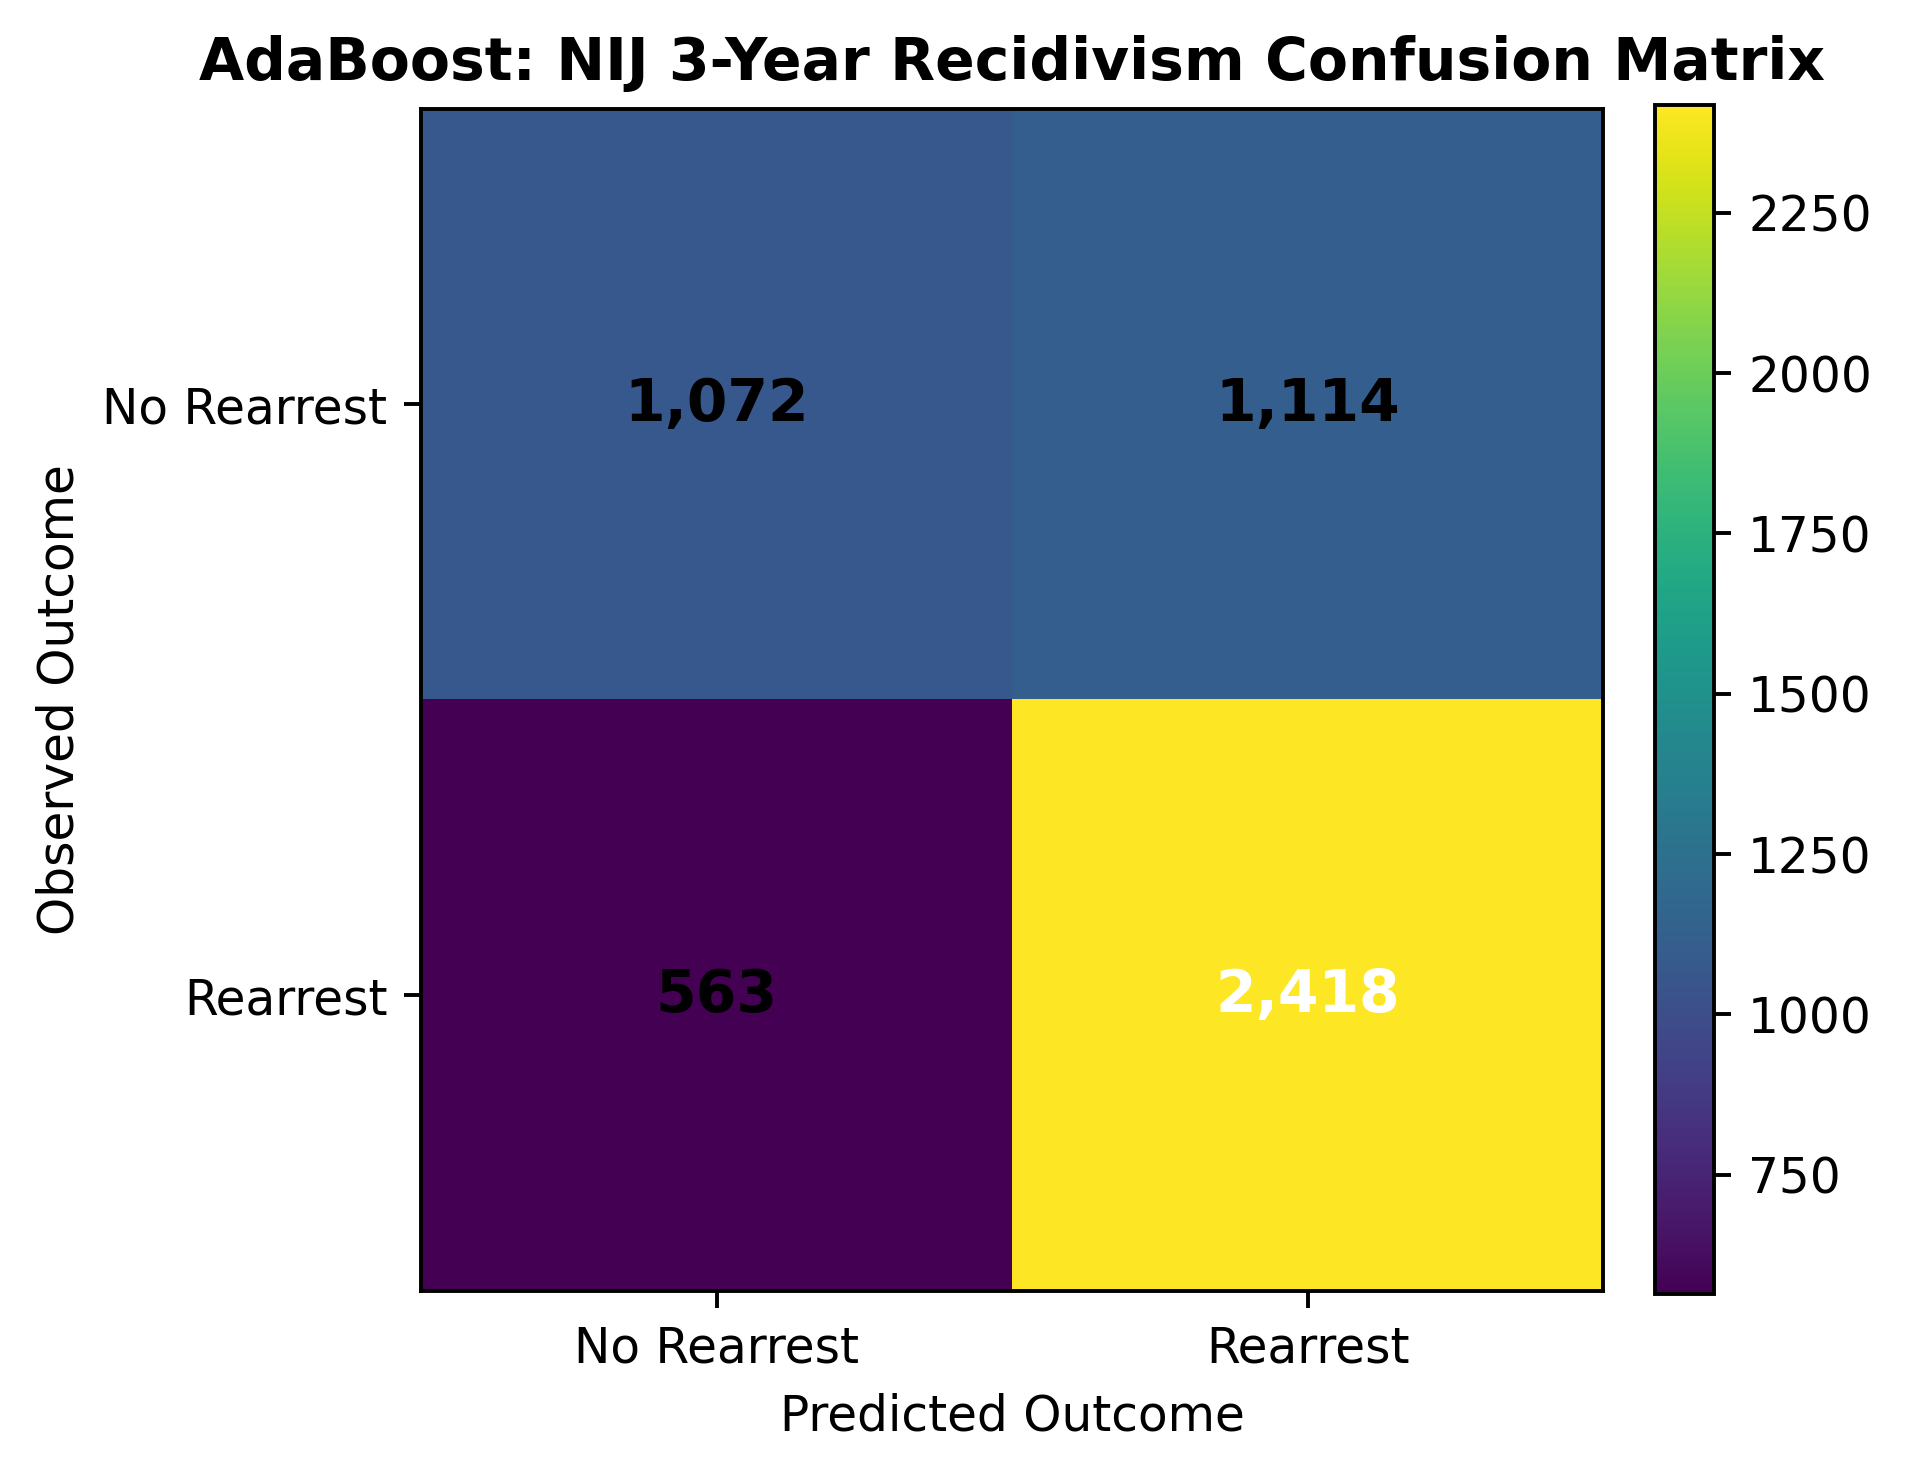 AdaBoost: NIJ 3-Year Recidivism Confusion Matrix
2250
2000
1750
1500
1250
1000
750
Observed Outcome
No Rearrest
1,072
1,114
Rearrest
563
2,418
No Rearrest
Rearrest
Predicted Outcome